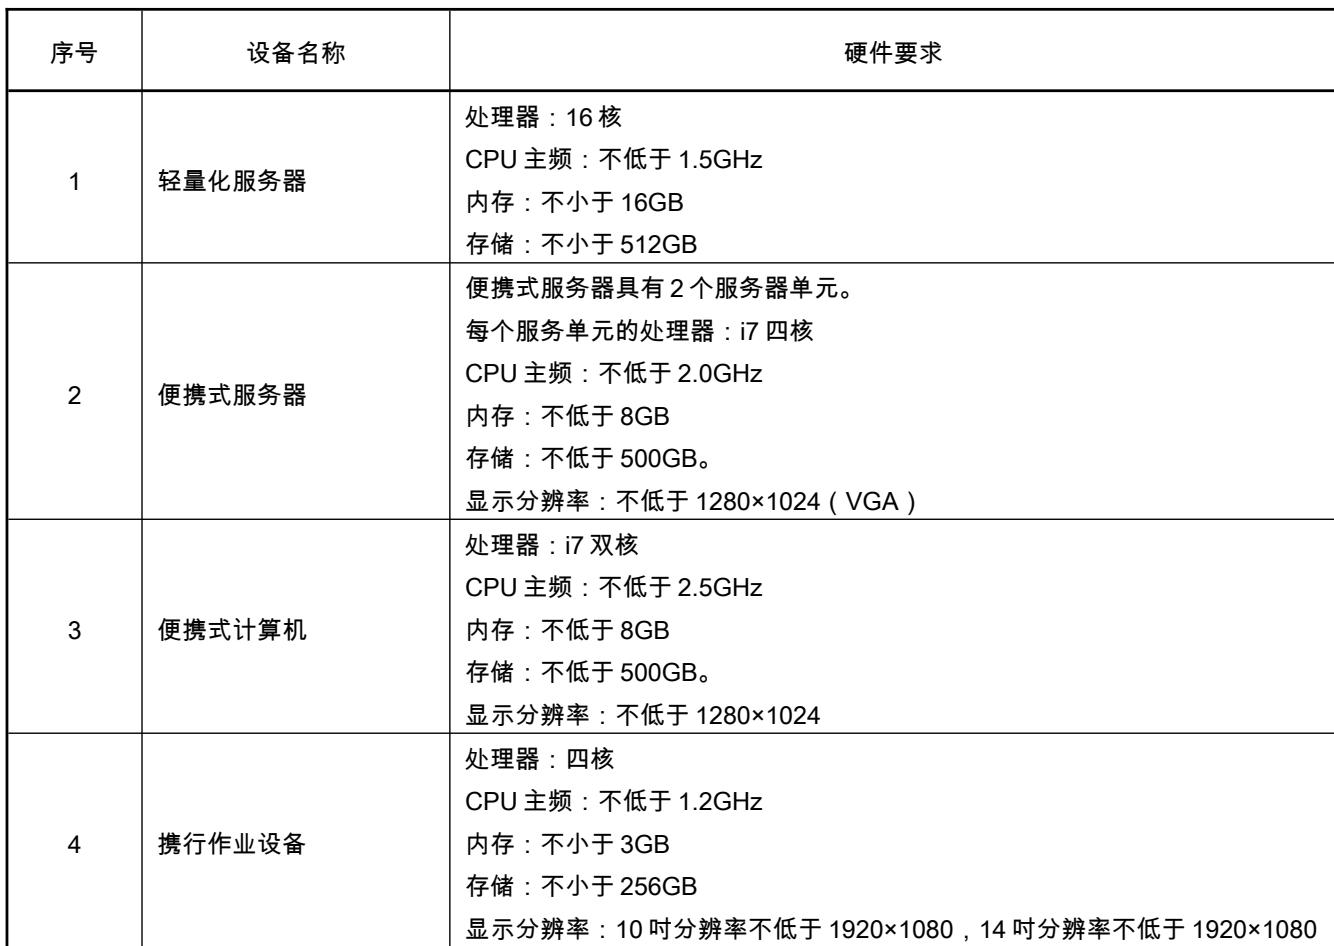 序号 设备名称 硬件要求
1 轻量化服务器 处理器：16 核
CPU 主频：不低于 1.5GHz
内存：不小于 16GB
存储：不小于 512GB
2 便携式服务器 便携式服务器具有 2 个服务器单元。
每个服务单元的处理器：i7 四核
CPU 主频：不低于 2.0GHz
内存：不低于 8GB
存储：不低于 500GB。
显示分辨率：不低于 1280×1024（VGA）
3 便携式计算机 处理器：i7 双核
CPU 主频：不低于 2.5GHz
内存：不低于 8GB
存储：不低于 500GB。
显示分辨率：不低于 1280×1024
4 携行作业设备 处理器：四核
CPU 主频：不低于 1.2GHz
内存：不小于 3GB
存储：不小于 256GB
显示分辨率：10 吋分辨率不低于 1920×1080，14 吋分辨率不低于 1920×1080